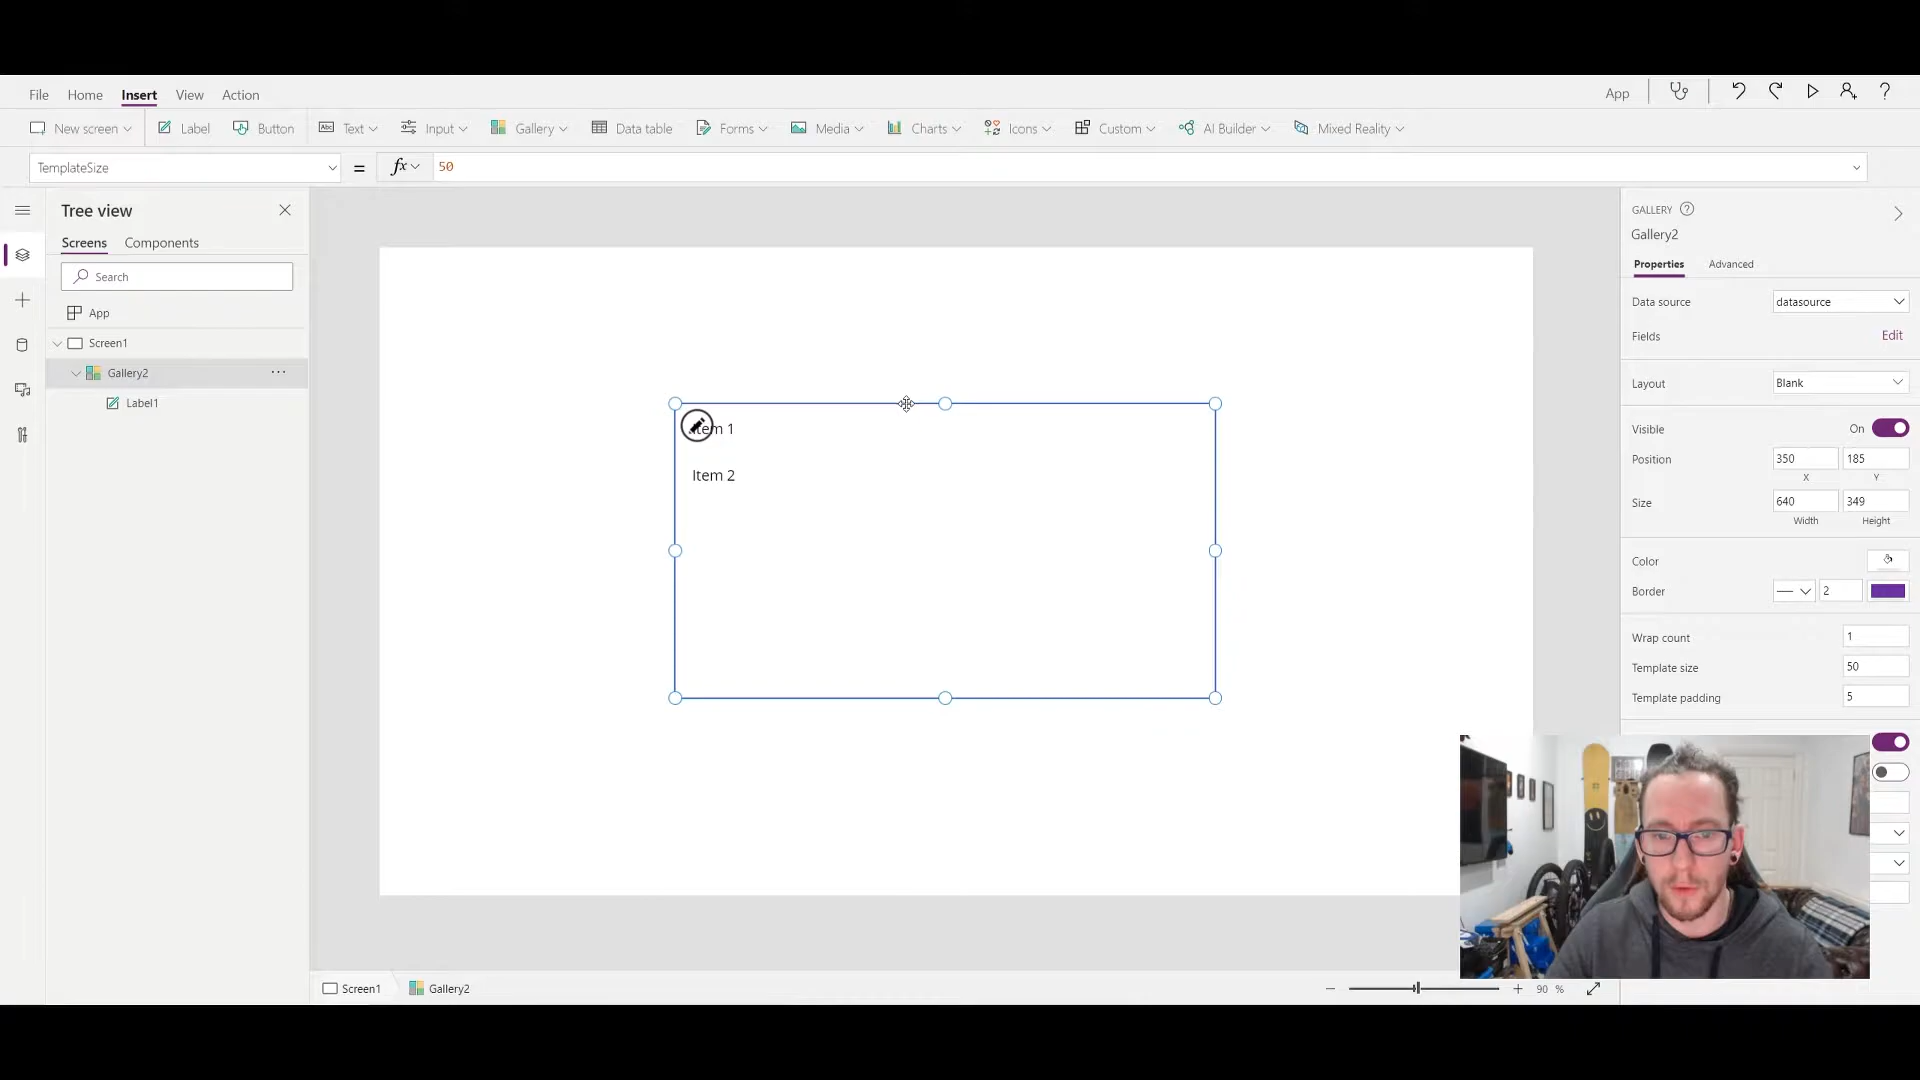 File Home Insert View Action App
New screen Label Button Text Input Gallery Data table Forms Media Charts Icons Custom AI Builder Mixed Reality
TemplateSize = fx 50
Tree view
Screens Components
Search
App
Screen1
Gallery2 ...
Label1
Item 2
GALLERY ?
Gallery2
Properties Advanced
Data source datasource
Fields Edit
Layout Blank
Visible On
Position 350 185
X Y
Size 640 349
Width Height
Color
Border 2
Wrap count 1
Template size 50
Template padding 5
Screen1 Gallery2 90 %